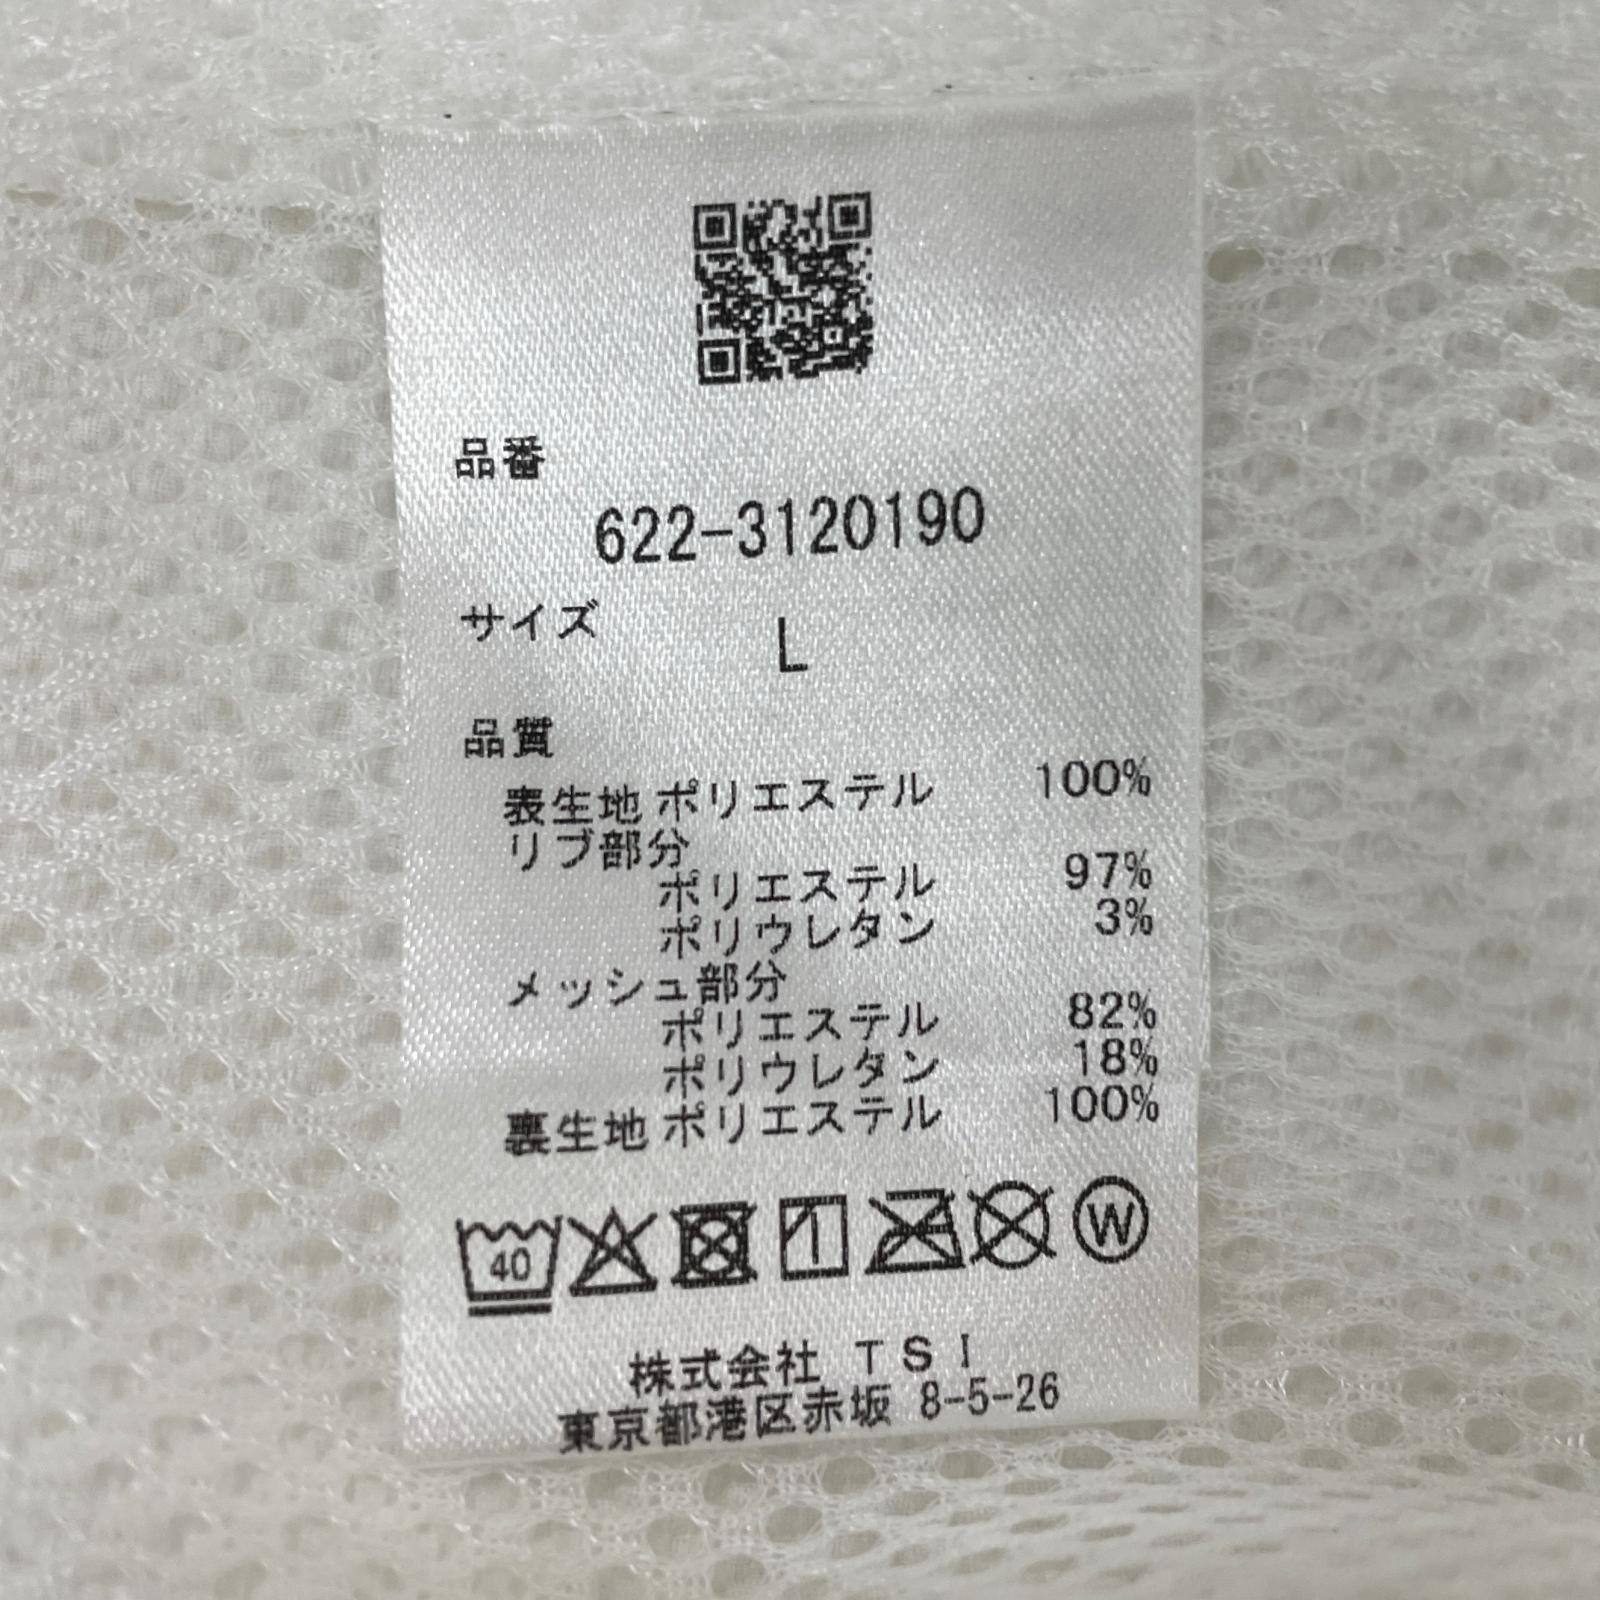 品番
622-3120190
サイズ L
品質
表生地 ポリエステル 100%
リブ部分
ポリエステル 97%
ポリウレタン 3%
メッシュ部分
ポリエステル 82%
ポリウレタン 18%
裏生地 ポリエステル 100%
40 W
株式会社 TSI
東京都港区赤坂 8-5-26